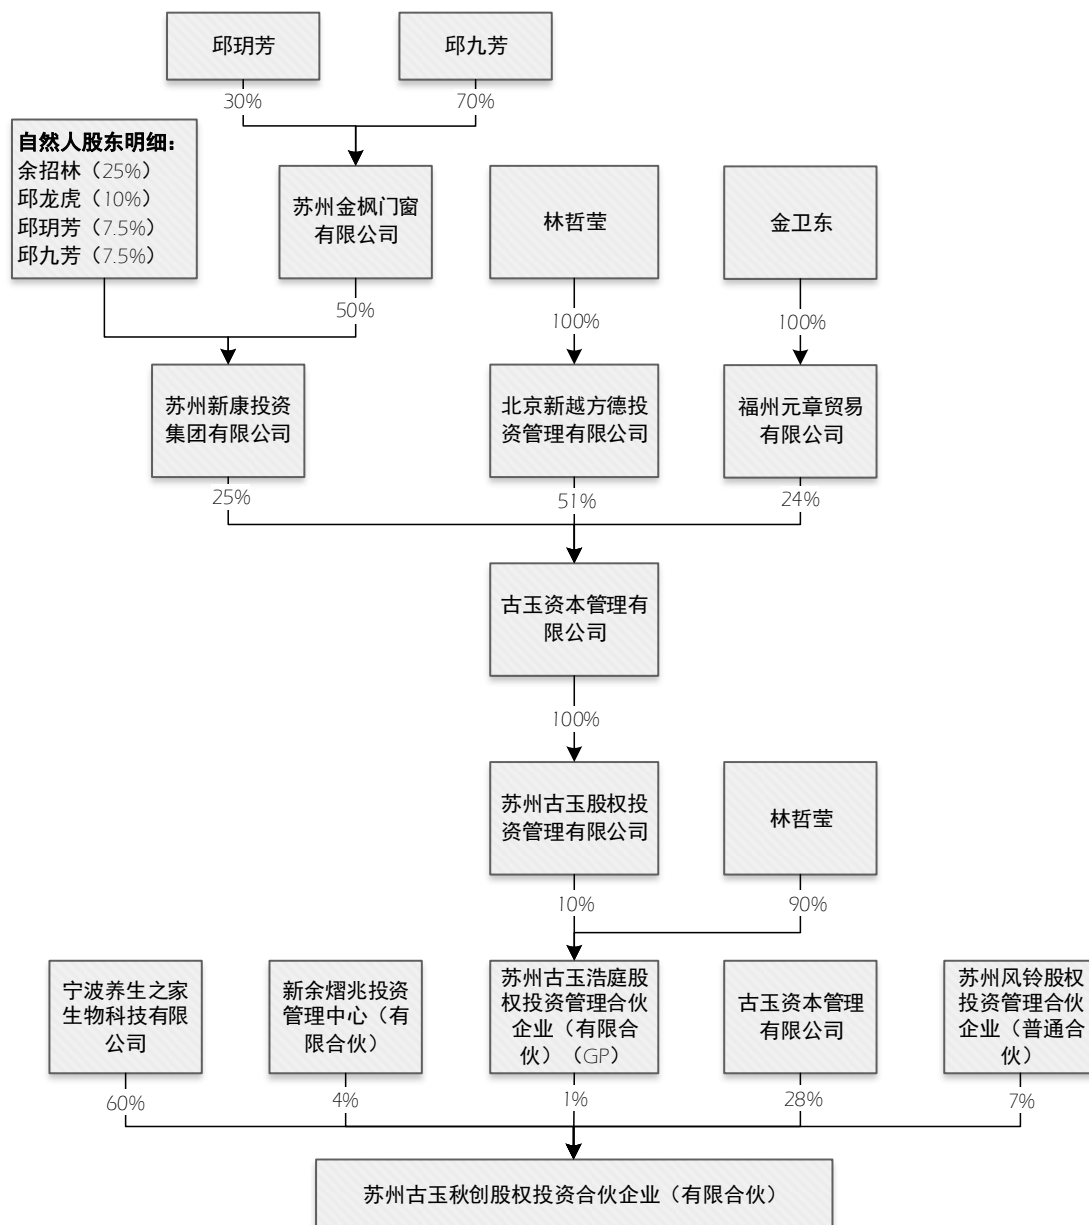 邱玥芳
邱九芳
30%
70%
自然人股东明细：
余招林（25%）
邱龙虎（10%）
邱玥芳（7.5%）
邱九芳（7.5%）
苏州金枫门窗
有限公司
林哲莹
金卫东
50%
100%
100%
苏州新康投资
集团有限公司
北京新越方德投
资管理有限公司
福州元章贸易
有限公司
25%
51%
24%
古玉资本管理有
限公司
100%
苏州古玉股权投
资管理有限公司
林哲莹
10%
90%
宁波养生之家
生物科技有限
公司
新余熠兆投资
管理中心（有
限合伙）
苏州古玉浩庭股
权投资管理合伙
企业（有限合
伙）（GP）
古玉资本管理
有限公司
苏州风铃股权
投资管理合伙
企业（普通合
伙）
60%
4%
1%
28%
7%
苏州古玉秋创股权投资合伙企业（有限合伙）